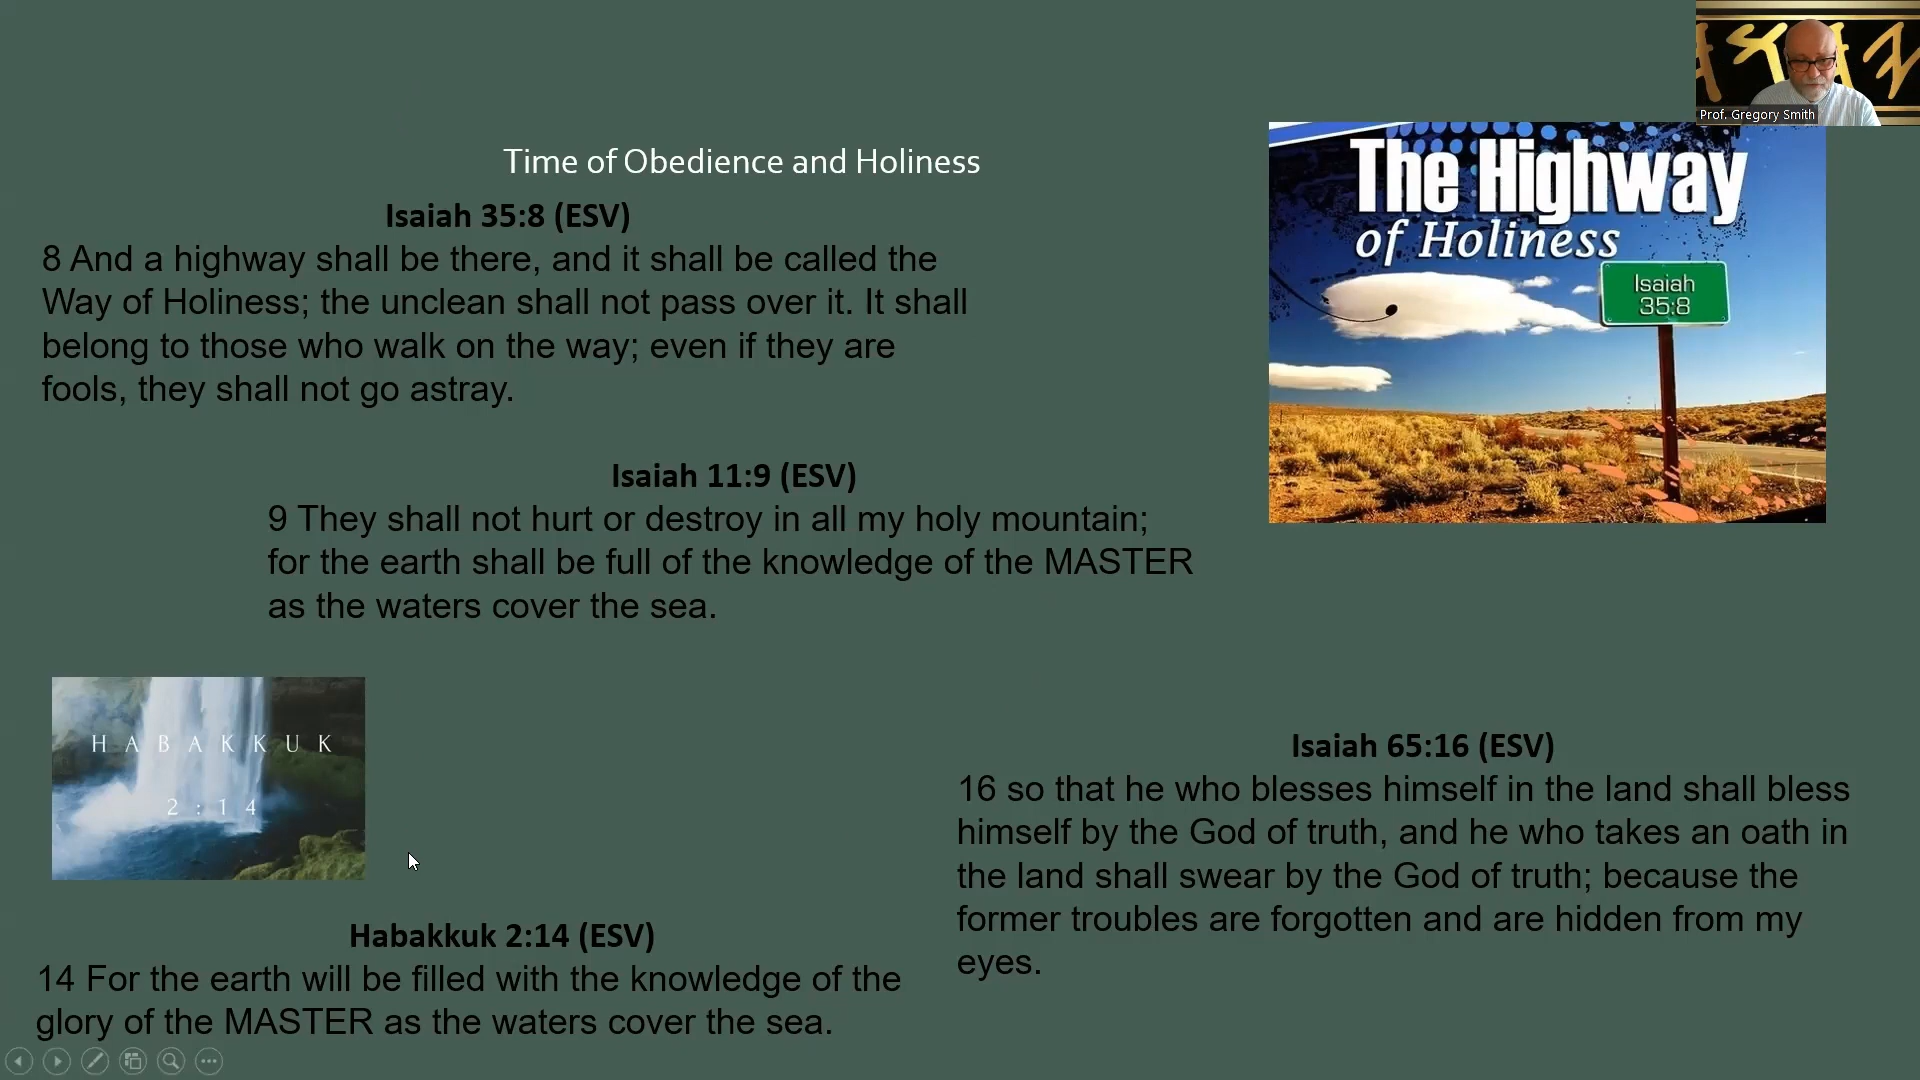 Prof. Gregory Smith
Time of Obedience and Holiness
Isaiah 35:8 (ESV)
8 And a highway shall be there, and it shall be called the
Way of Holiness; the unclean shall not pass over it. It shall
belong to those who walk on the way; even if they are
fools, they shall not go astray.
The Highway
of Holiness
Isaiah
35:8
Isaiah 11:9 (ESV)
9 They shall not hurt or destroy in all my holy mountain;
for the earth shall be full of the knowledge of the MASTER
as the waters cover the sea.
HABAKKUK
2:14
Habakkuk 2:14 (ESV)
14 For the earth will be filled with the knowledge of the
glory of the MASTER as the waters cover the sea.
Isaiah 65:16 (ESV)
16 so that he who blesses himself in the land shall bless
himself by the God of truth, and he who takes an oath in
the land shall swear by the God of truth; because the
former troubles are forgotten and are hidden from my
eyes.